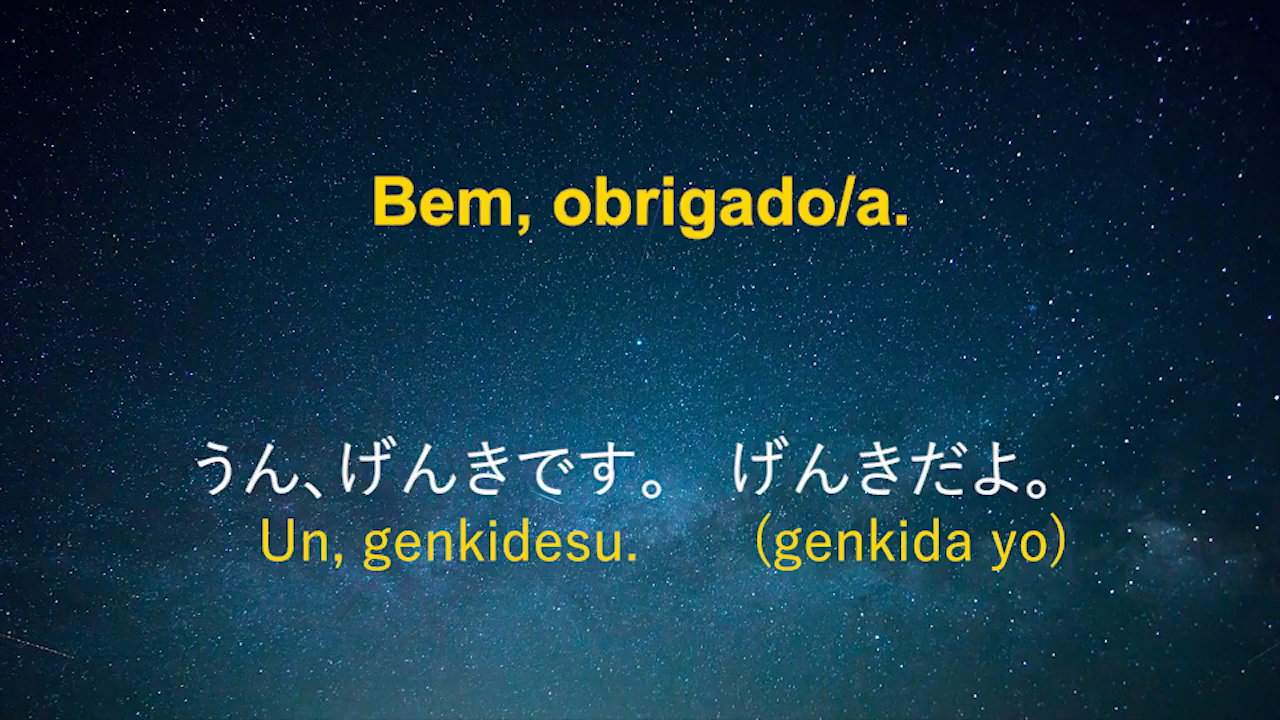 Bem, obrigado/a.
うん、げんきです。 げんきだよ。
Un, genkidesu. (genkida yo)